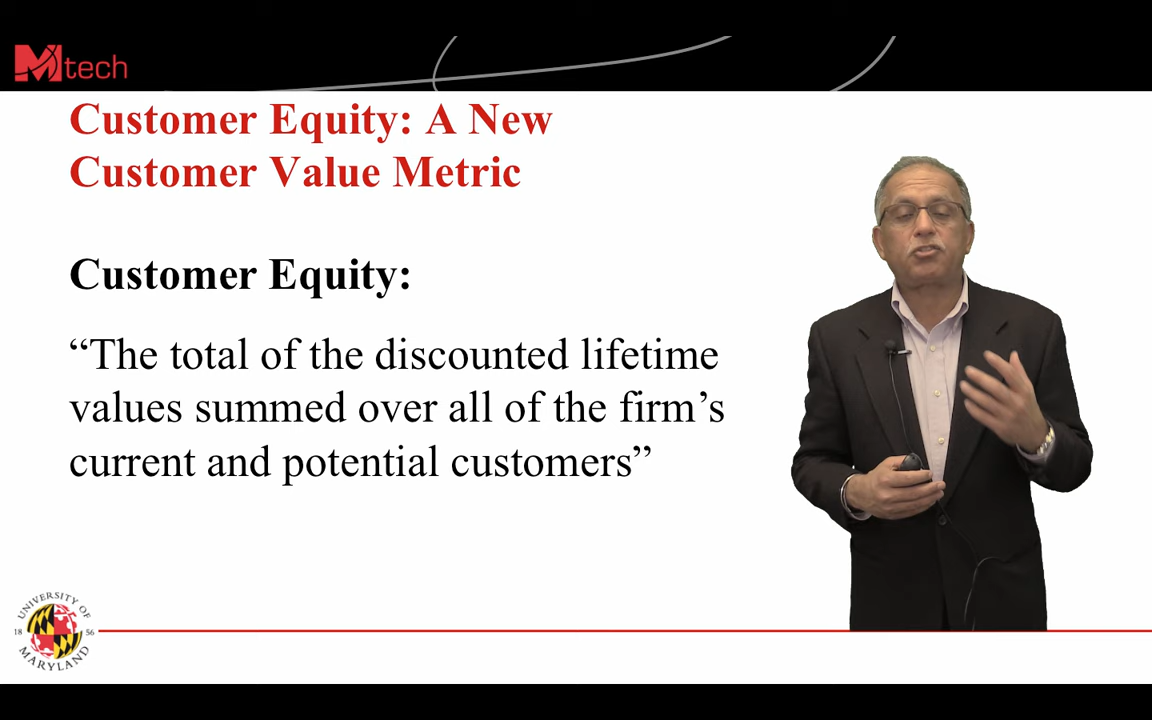 Mtech
Customer Equity: A New
Customer Value Metric
Customer Equity:
“The total of the discounted lifetime
values summed over all of the firm’s
current and potential customers”
UNIVERSITY OF
18 56
MARYLAND